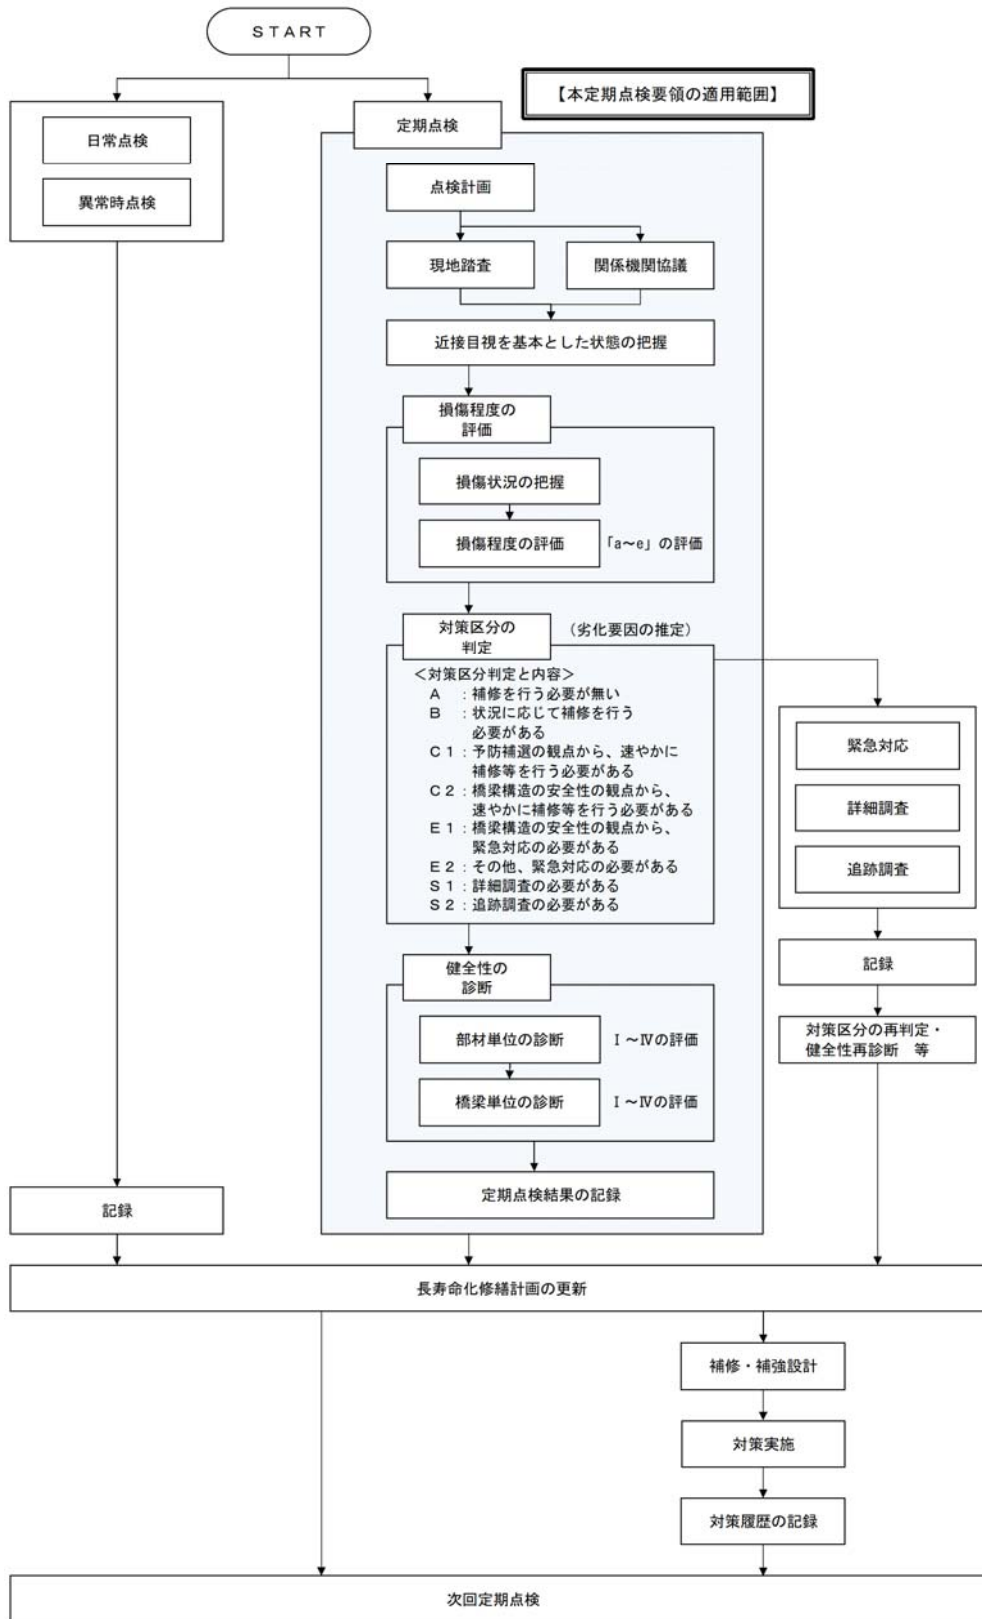 ＳＴＡＲＴ
【本定期点検要領の適用範囲】
日常点検
異常時点検
定期点検
点検計画
現地踏査
関係機関協議
近接目視を基本とした状態の把握
損傷程度の
評価
損傷状況の把握
損傷程度の評価
「a～e」の評価
対策区分の
判定
（劣化要因の推定）
＜対策区分判定と内容＞
Ａ　：補修を行う必要が無い
Ｂ　：状況に応じて補修を行う
必要がある
Ｃ１：予防補選の観点から、速やかに
補修等を行う必要がある
Ｃ２：橋梁構造の安全性の観点から、
速やかに補修等を行う必要がある
Ｅ１：橋梁構造の安全性の観点から、
緊急対応の必要がある
Ｅ２：その他、緊急対応の必要がある
Ｓ１：詳細調査の必要がある
Ｓ２：追跡調査の必要がある
緊急対応
詳細調査
追跡調査
記録
対策区分の再判定・
健全性再診断　等
健全性の
診断
部材単位の診断
Ⅰ～Ⅳの評価
橋梁単位の診断
Ⅰ～Ⅳの評価
定期点検結果の記録
記録
長寿命化修繕計画の更新
補修・補強設計
対策実施
対策履歴の記録
次回定期点検